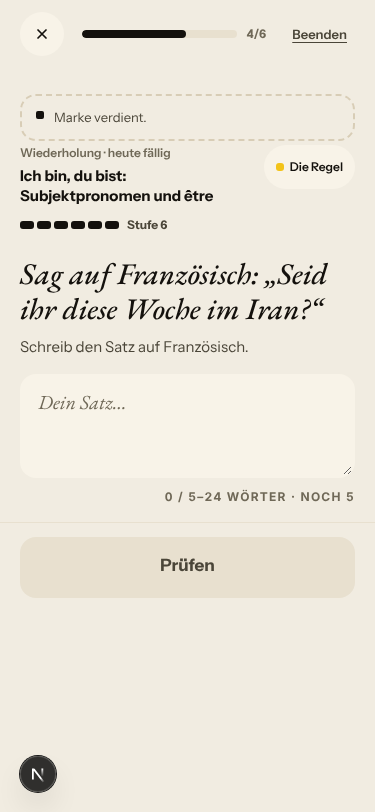 4/6
Beenden
Marke verdient.
Wiederholung · heute fällig
Ich bin, du bist:
Subjektpronomen und être
Die Regel
Stufe 6
Sag auf Französisch: „Seid
ihr diese Woche im Iran?“
Schreib den Satz auf Französisch.
Dein Satz...
0 / 5–24 WÖRTER · NOCH 5
Prüfen
N